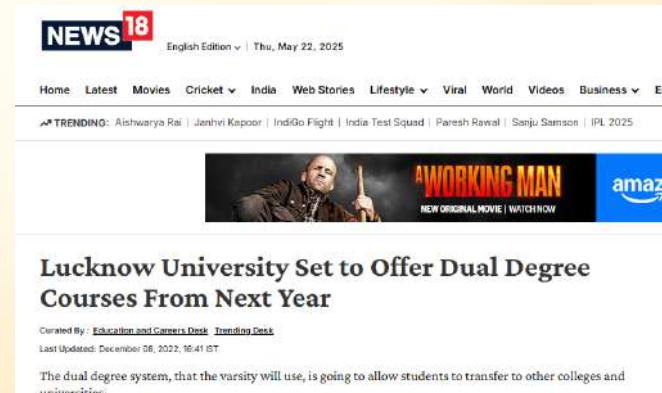 NEWS 18
English Edition | Thu, May 22, 2025
Home Latest Movies Cricket India Web Stories Lifestyle Viral World Videos Business E
TRENDING: Aishwarya Rai | Janhvi Kapoor | IndiGo Flight | India Test Squad | Paresh Rawal | Sanju Samson | IPL 2025
A WORKING MAN
NEW ORIGINAL MOVIE | WATCH NOW
amaz
Lucknow University Set to Offer Dual Degree
Courses From Next Year
Curated By : Education and Careers Desk Trending Desk
Last Updated: December 08, 2022, 16:41 IST
The dual degree system, that the varsity will use, is going to allow students to transfer to other colleges and
universities